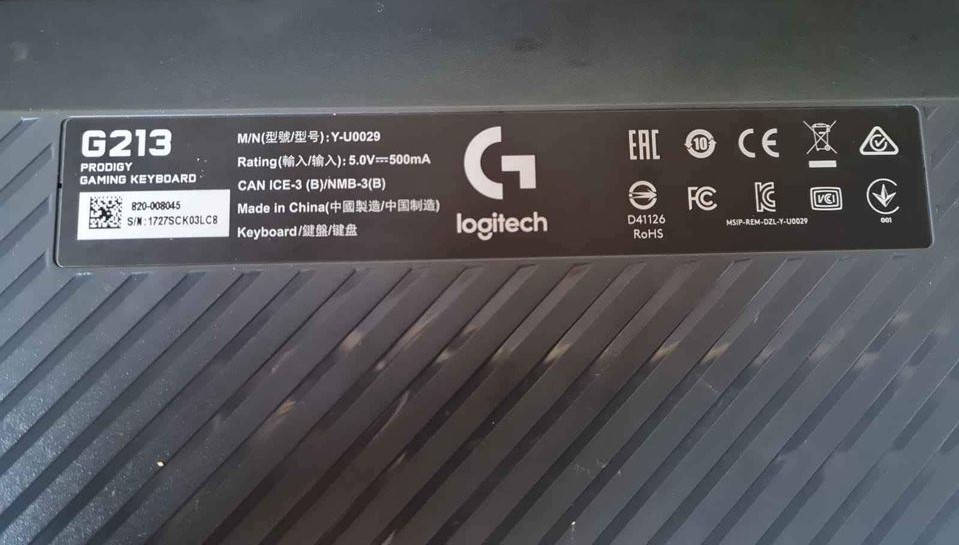 G213
PRODIGY
GAMING KEYBOARD
820-008045
S/N: 1727SCK03LC8
M/N(型號/型号): Y-U0029
Rating(輸入/输入): 5.0V⎓500mA
CAN ICE-3 (B)/NMB-3(B)
Made in China(中國製造/中国制造)
Keyboard/鍵盤/键盘
G
logitech
EAC
10
CE
D41126
RoHS
FC
MSIP-REM-DZL-Y-U0029
VCI
001